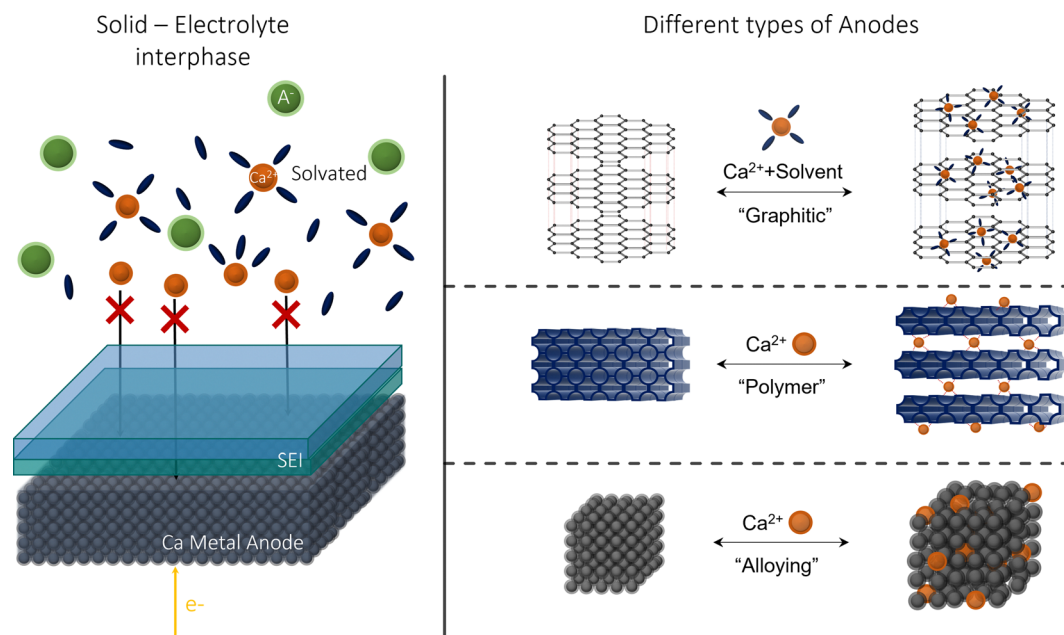 Solid – Electrolyte
interphase
A⁻
Ca²⁺
Solvated
SEI
Ca Metal Anode
e-
Different types of Anodes
Ca²⁺+Solvent
“Graphitic”
Ca²⁺
“Polymer”
Ca²⁺
“Alloying”